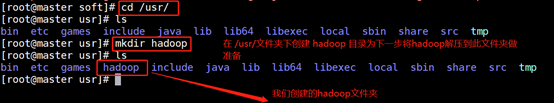 [root@master soft]# cd /usr/
[root@master usr]# ls
bin etc games include java lib lib64 libexec local sbin share src tmp
[root@master usr]# mkdir hadoop 在 /usr/文件夹下创建 hadoop 目录为下一步将hadoop解压到此文件夹做
[root@master usr]# ls 准备
bin etc games hadoop include java lib lib64 libexec local sbin share src tmp
[root@master usr]#
我们创建的hadoop文件夹